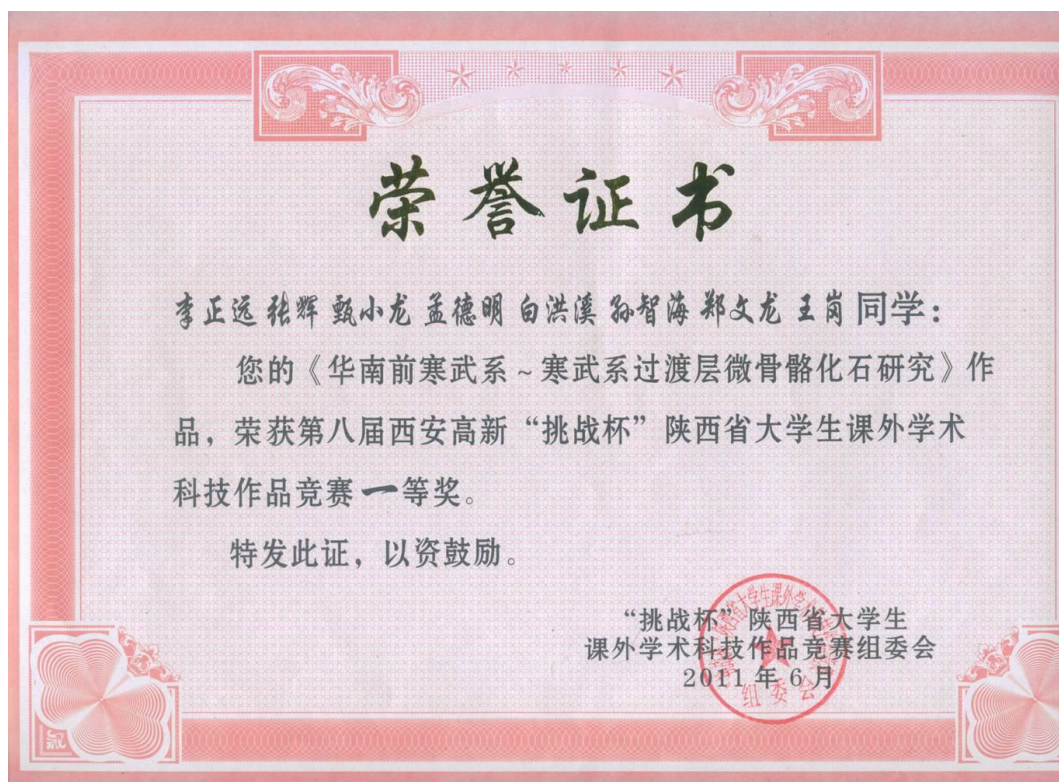 荣誉证书
李正远 张辉 甄小龙 孟德明 白洪溪 孙智海 郑文龙 王岗 同学：
您的《华南前寒武系～寒武系过渡层微骨骼化石研究》作
品，荣获第八届西安高新“挑战杯”陕西省大学生课外学术
科技作品竞赛一等奖。
特发此证，以资鼓励。
“挑战杯”陕西省大学生
课外学术科技作品竞赛组委会
2011年6月
组委会